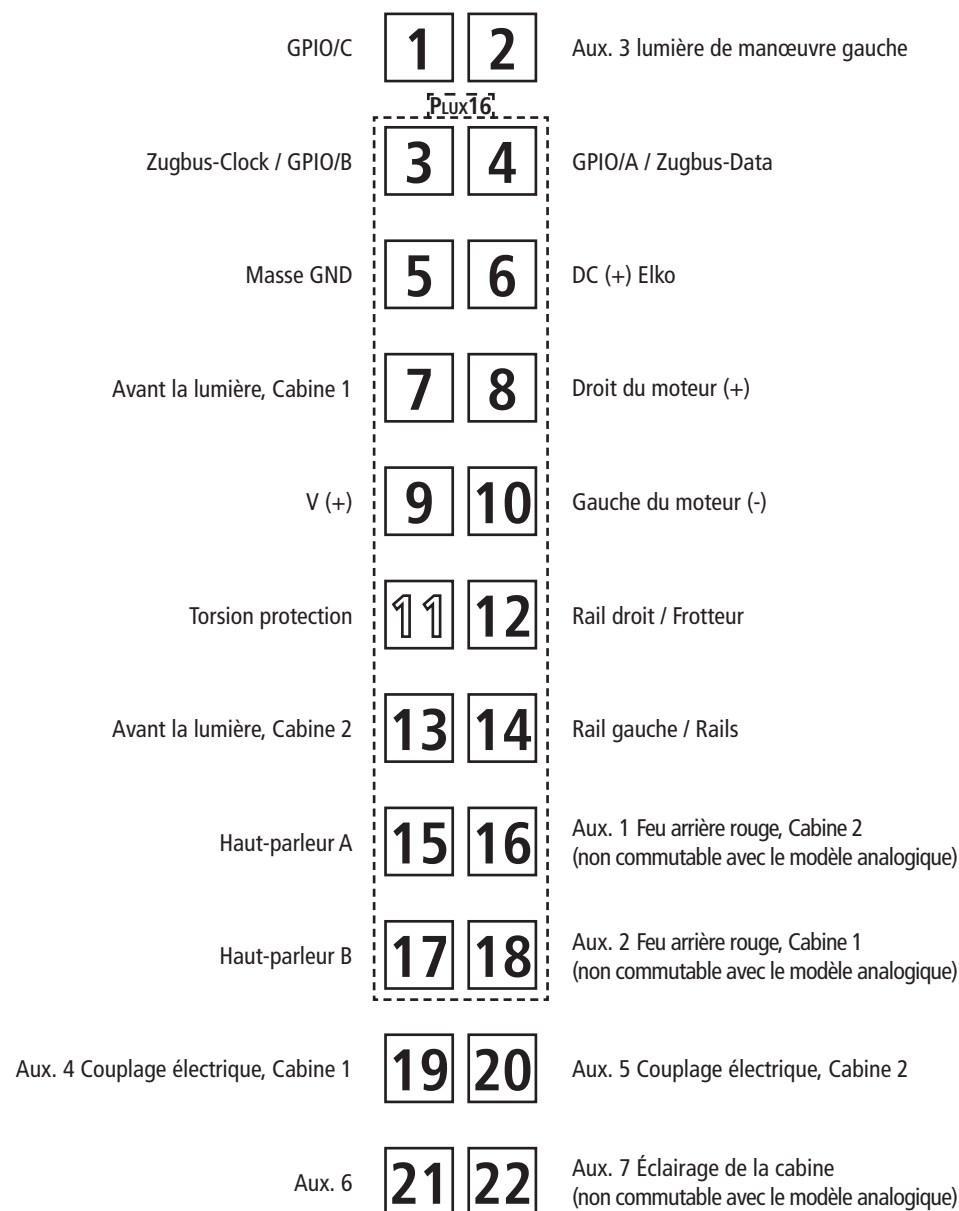 GPIO/C 1 2 Aux. 3 lumière de manœuvre gauche
PLUX16
Zugbus-Clock / GPIO/B 3 4 GPIO/A / Zugbus-Data
Masse GND 5 6 DC (+) Elko
Avant la lumière, Cabine 1 7 8 Droit du moteur (+)
V (+) 9 10 Gauche du moteur (-)
Torsion protection 11 12 Rail droit / Frotteur
Avant la lumière, Cabine 2 13 14 Rail gauche / Rails
Haut-parleur A 15 16 Aux. 1 Feu arrière rouge, Cabine 2
(non commutable avec le modèle analogique)
Haut-parleur B 17 18 Aux. 2 Feu arrière rouge, Cabine 1
(non commutable avec le modèle analogique)
Aux. 4 Couplage électrique, Cabine 1 19 20 Aux. 5 Couplage électrique, Cabine 2
Aux. 6 21 22 Aux. 7 Éclairage de la cabine
(non commutable avec le modèle analogique)